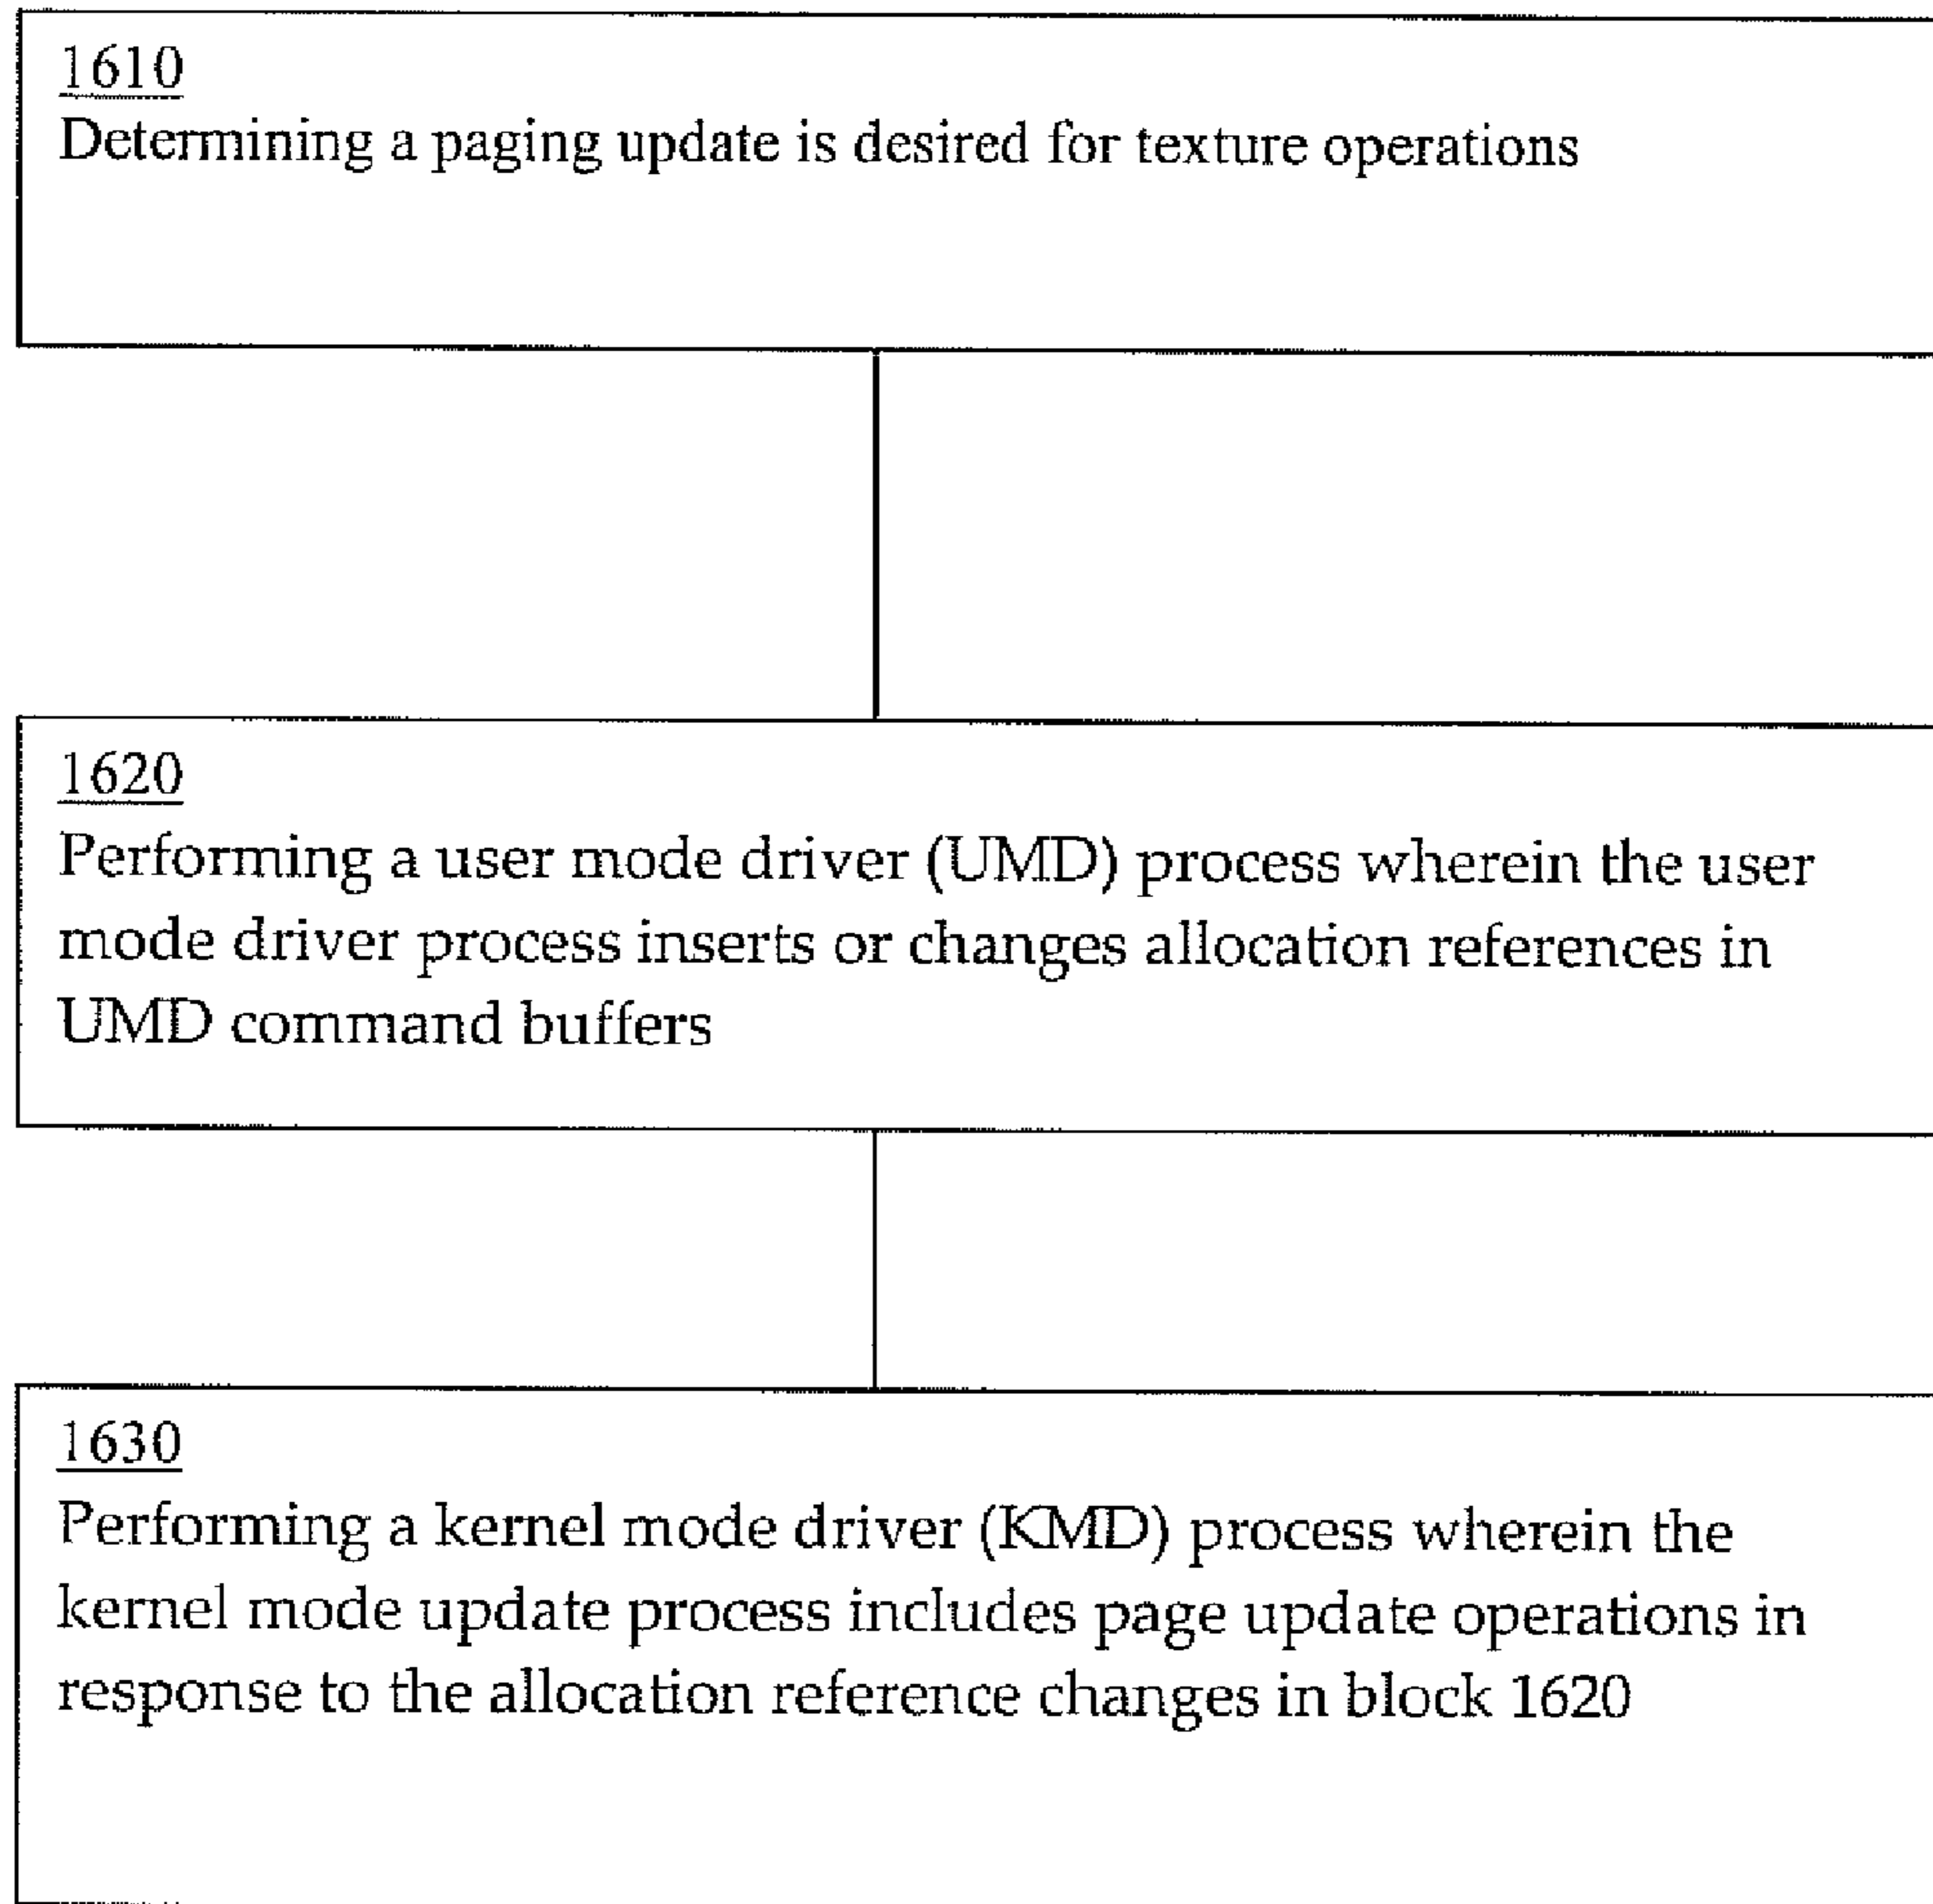 1610
Determining a paging update is desired for texture operations
1620
Performing a user mode driver (UMD) process wherein the user
mode driver process inserts or changes allocation references in
UMD command buffers
1630
Performing a kernel mode driver (KMD) process wherein the
kernel mode update process includes page update operations in
response to the allocation reference changes in block 1620